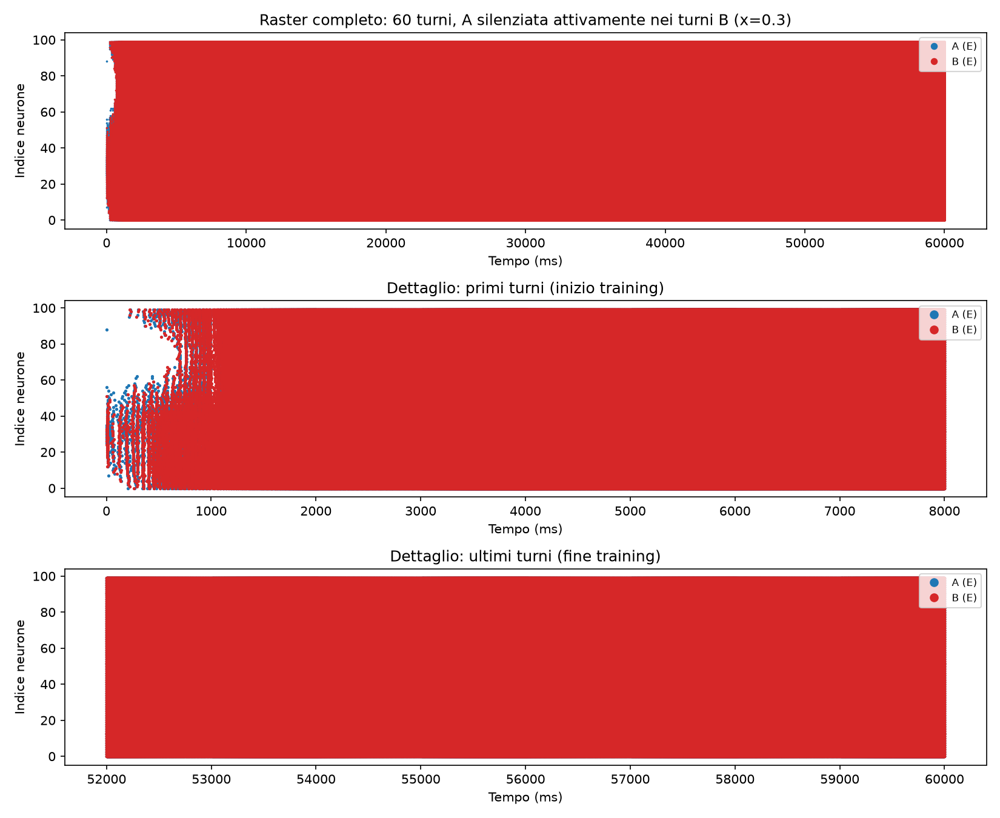 Raster completo: 60 turni, A silenziata attivamente nei turni B (x=0.3)
100
80
60
40
20
0
Indice neurone
A (E)
B (E)
0
10000
20000
30000
40000
50000
60000
Tempo (ms)
Dettaglio: primi turni (inizio training)
100
80
60
40
20
0
Indice neurone
A (E)
B (E)
0
1000
2000
3000
4000
5000
6000
7000
8000
Tempo (ms)
Dettaglio: ultimi turni (fine training)
100
80
60
40
20
0
Indice neurone
A (E)
B (E)
52000
53000
54000
55000
56000
57000
58000
59000
60000
Tempo (ms)